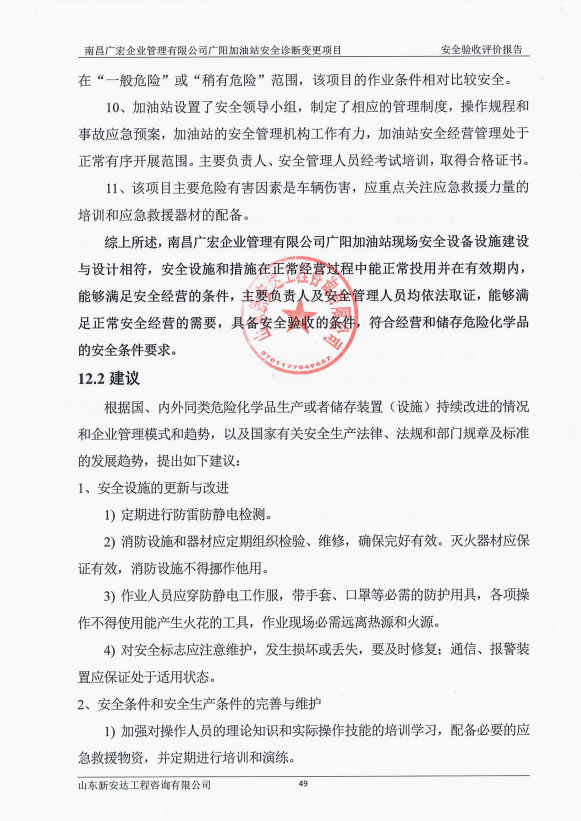 南昌广宏企业管理有限公司广阳加油站安全诊断变更项目 安全验收评价报告
在“一般危险”或“稍有危险”范围，该项目的作业条件相对比较安全。
10、加油站设置了安全领导小组，制定了相应的管理制度，操作规程和
事故应急预案，加油站的安全管理机构工作有力，加油站安全经营管理处于
正常有序开展范围。主要负责人、安全管理人员经考试培训，取得合格证书。
11、该项目主要危险有害因素是车辆伤害，应重点关注应急救援力量的
培训和应急救援器材的配备。
综上所述，南昌广宏企业管理有限公司广阳加油站现场安全设备设施建设
与设计相符，安全设施和措施在正常经营过程中能正常投用并在有效期内，
能够满足安全经营的条件，主要负责人及安全管理人员均依法取证，能够满
足正常安全经营的需要，具备安全验收的条件，符合经营和储存危险化学品
的安全条件要求。
山东新安达工程咨询有限公司
3701177849657
12.2 建议
根据国、内外同类危险化学品生产或者储存装置（设施）持续改进的情况
和企业管理模式和趋势，以及国家有关安全生产法律、法规和部门规章及标准
的发展趋势，提出如下建议：
1、安全设施的更新与改进
1) 定期进行防雷防静电检测。
2) 消防设施和器材应定期组织检验、维修，确保完好有效。灭火器材应保
证有效，消防设施不得挪作他用。
3) 作业人员应穿防静电工作服，带手套、口罩等必需的防护用具，各项操
作不得使用能产生火花的工具，作业现场必需远离热源和火源。
4) 对安全标志应注意维护，发生损坏或丢失，要及时修复；通信、报警装
置应保证处于适用状态。
2、安全条件和安全生产条件的完善与维护
1) 加强对操作人员的理论知识和实际操作技能的培训学习，配备必要的应
急救援物资，并定期进行培训和演练。
山东新安达工程咨询有限公司 49